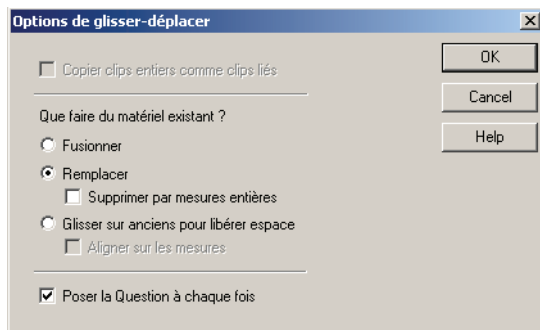 Options de glisser-déplacer
Copier clips entiers comme clips liés
OK
Cancel
Help
Que faire du matériel existant ?
Fusionner
Remplacer
Supprimer par mesures entières
Glisser sur anciens pour libérer espace
Aligner sur les mesures
Poser la Question à chaque fois